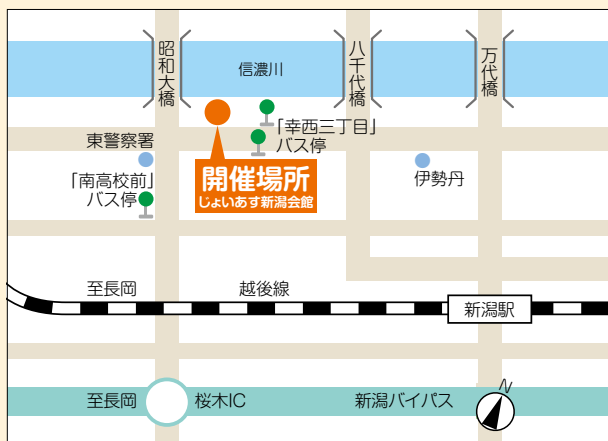 昭和大橋
信濃川
八千代橋
万代橋
東警察署
「幸西三丁目」
バス停
開催場所
じょいあす新潟会館
伊勢丹
「南高校前」
バス停
至長岡
越後線
新潟駅
至長岡
桜木IC
新潟バイパス
N